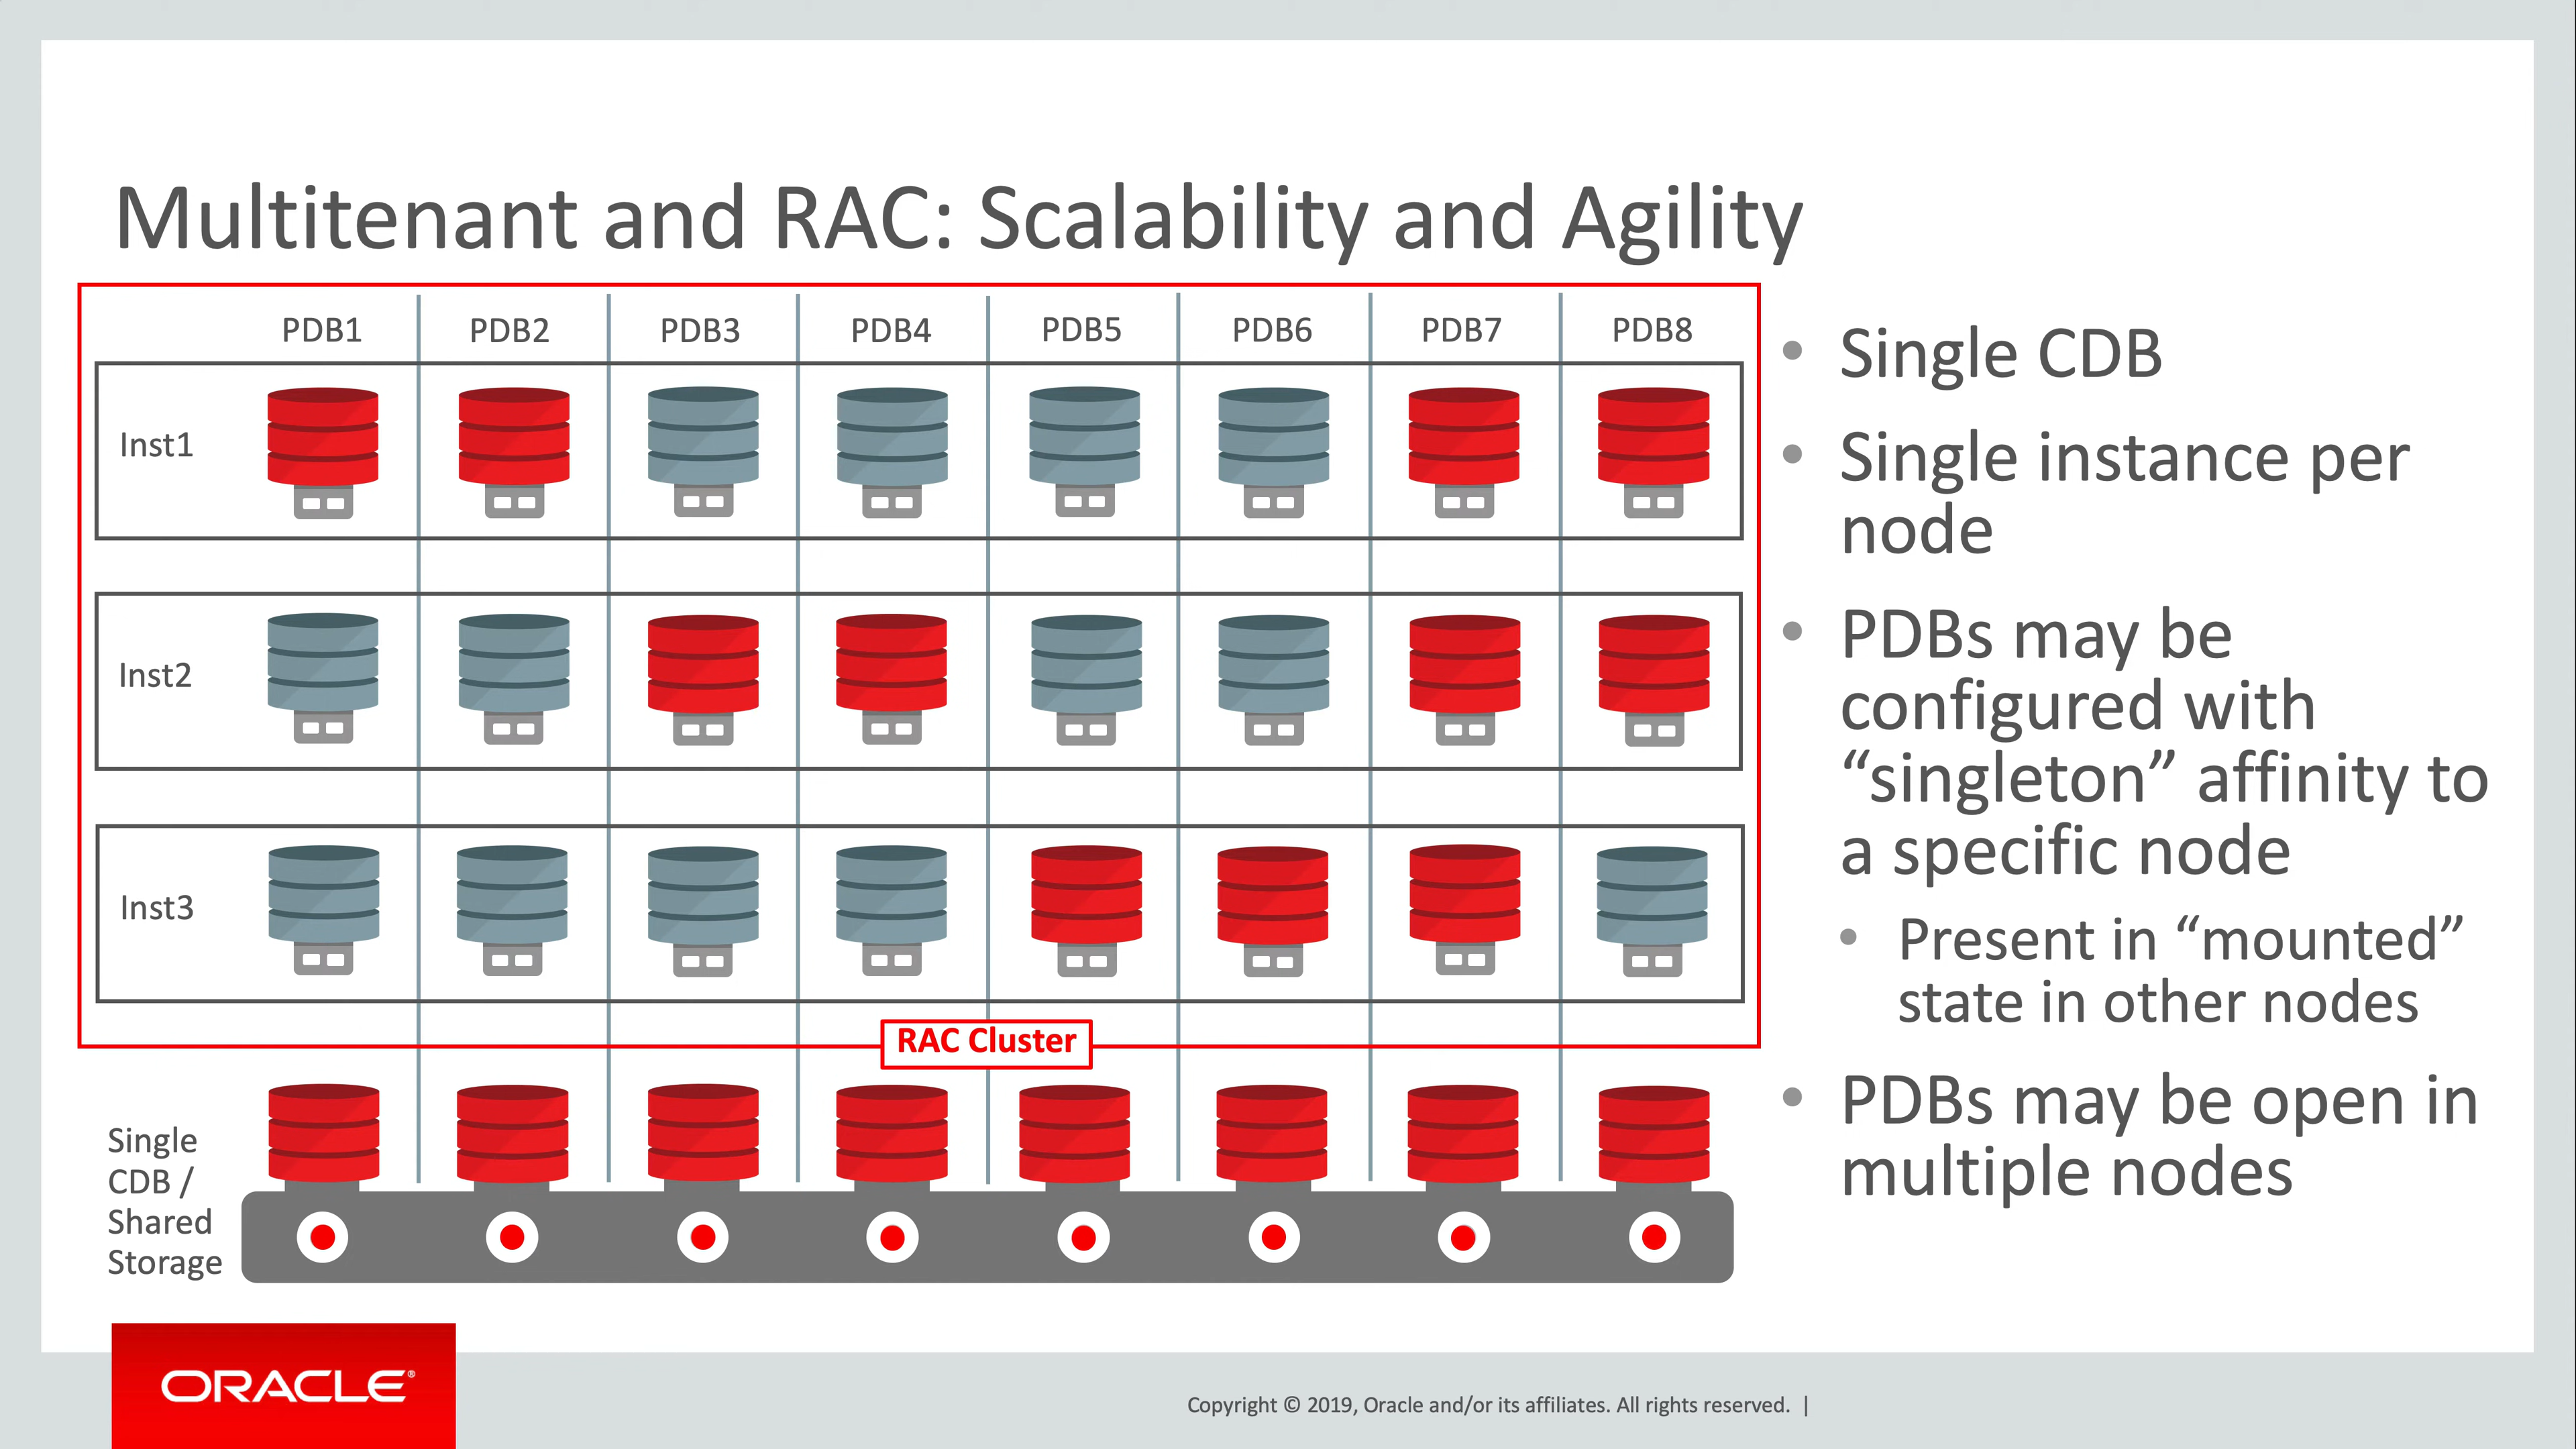 Multitenant and RAC: Scalability and Agility
PDB1 PDB2 PDB3 PDB4 PDB5 PDB6 PDB7 PDB8
Inst1
Inst2
Inst3
RAC Cluster
Single
CDB /
Shared
Storage
• Single CDB
• Single instance per
node
• PDBs may be
configured with
“singleton” affinity to
a specific node
• Present in “mounted”
state in other nodes
• PDBs may be open in
multiple nodes
ORACLE®
Copyright © 2019, Oracle and/or its affiliates. All rights reserved. |